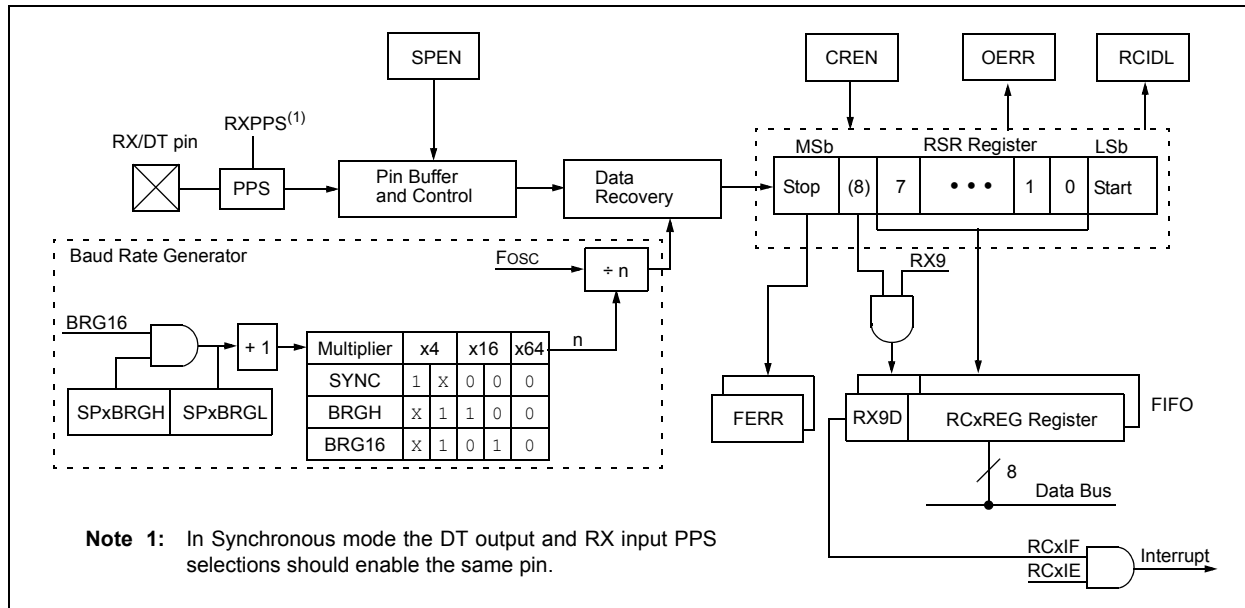 SPEN
CREN
OERR
RCIDL
RXPPS(1)
RX/DT pin
PPS
Pin Buffer
and Control
Data
Recovery
MSb
RSR Register
LSb
Stop (8) 7 • • • 1 0 Start
Baud Rate Generator
FOSC
÷ n
RX9
BRG16
+ 1
n
Multiplier x4 x16 x64
SYNC 1 X 0 0 0
BRGH X 1 1 0 0
BRG16 X 1 0 1 0
SPxBRGH SPxBRGL
FERR
RX9D RCxREG Register
FIFO
8
Data Bus
RCxIF
RCxIE
Interrupt
Note 1: In Synchronous mode the DT output and RX input PPS
selections should enable the same pin.